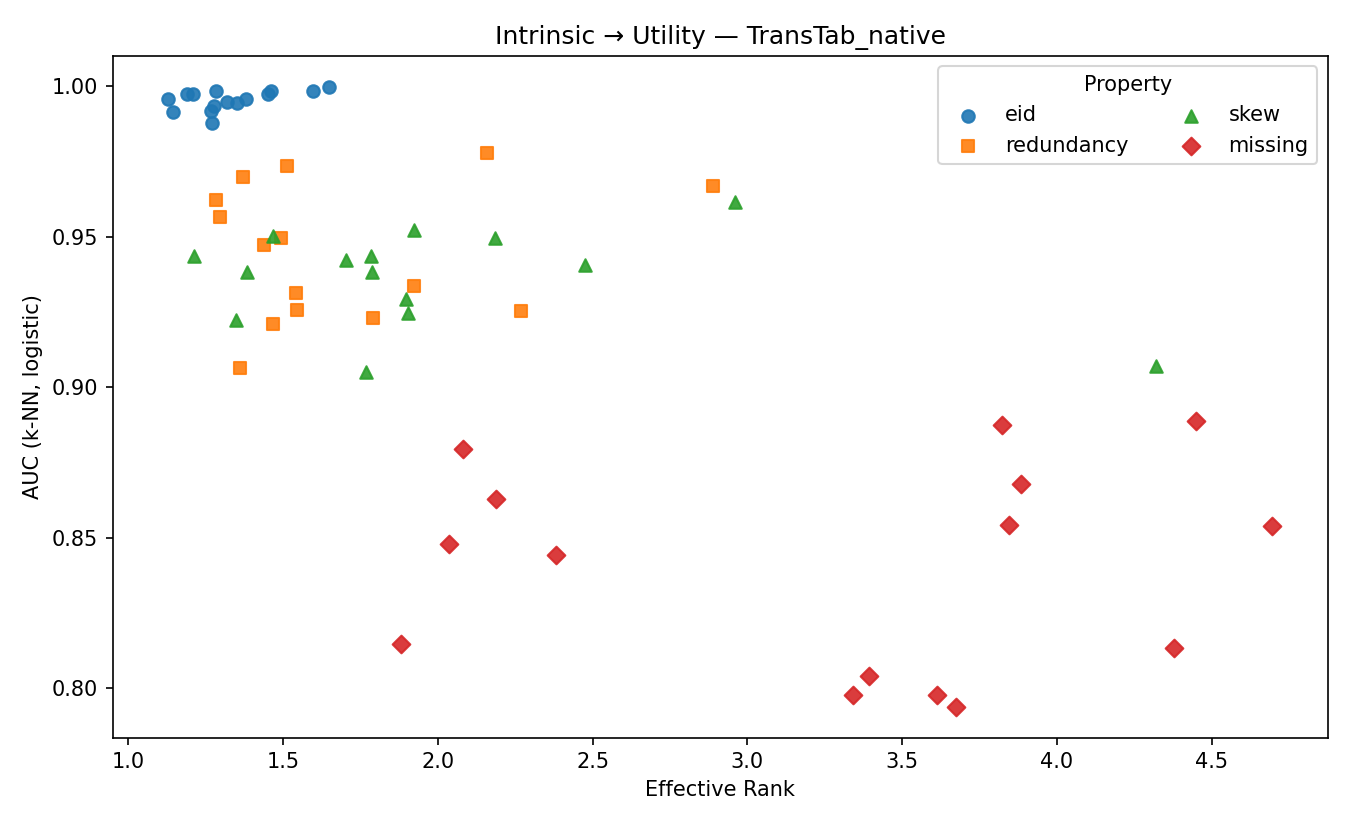 Intrinsic → Utility — TransTab_native
Property
eid
skew
redundancy
missing
AUC (k-NN, logistic)
1.00
0.95
0.90
0.85
0.80
1.0 1.5 2.0 2.5 3.0 3.5 4.0 4.5
Effective Rank